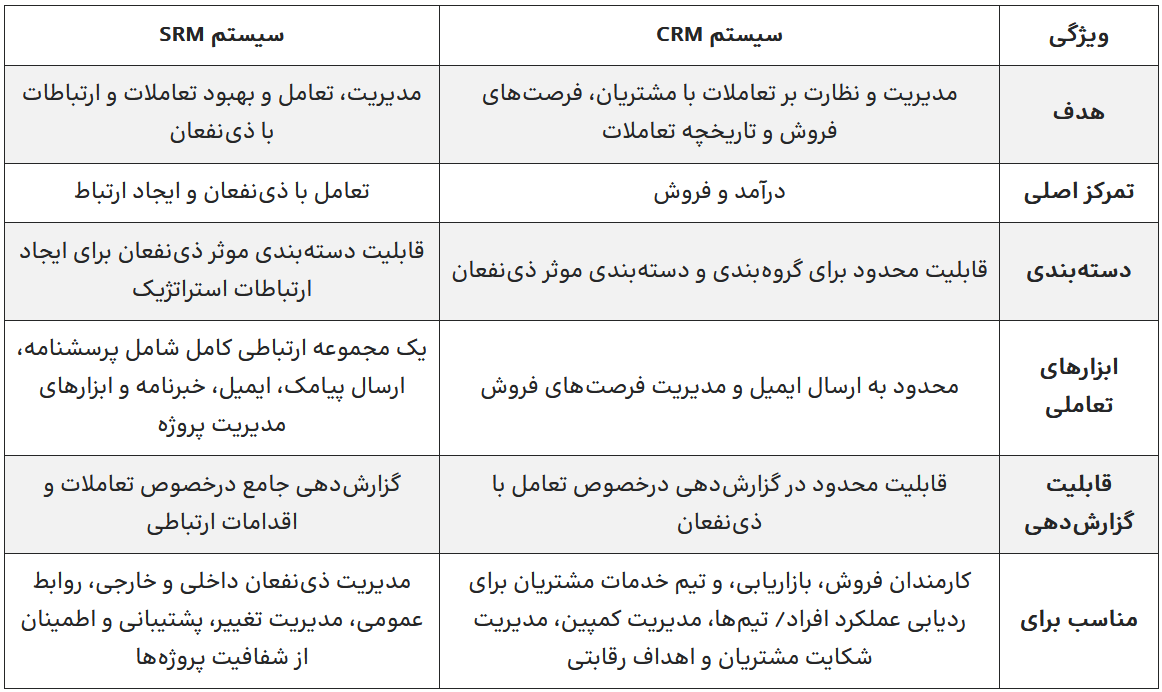 ویژگی
سیستم CRM
سیستم SRM
هدف
مدیریت و نظارت بر تعاملات با مشتریان، فرصت‌های
فروش و تاریخچه تعاملات
مدیریت، تعامل و بهبود تعاملات و ارتباطات
با ذی‌نفعان
تمرکز اصلی
درآمد و فروش
تعامل با ذی‌نفعان و ایجاد ارتباط
دسته‌بندی
قابلیت محدود برای گروه‌بندی و دسته‌بندی موثر ذی‌نفعان
قابلیت دسته‌بندی موثر ذی‌نفعان برای ایجاد
ارتباطات استراتژیک
ابزارهای
تعاملی
محدود به ارسال ایمیل و مدیریت فرصت‌های فروش
یک مجموعه ارتباطی کامل شامل پرسشنامه،
ارسال پیامک، ایمیل، خبرنامه و ابزارهای
مدیریت پروژه
قابلیت
گزارش‌دهی
قابلیت محدود در گزارش‌دهی درخصوص تعامل با
ذی‌نفعان
گزارش‌دهی جامع درخصوص تعاملات و
اقدامات ارتباطی
مناسب برای
کارمندان فروش، بازاریابی، و تیم خدمات مشتریان برای
ردیابی عملکرد افراد/ تیم‌ها، مدیریت کمپین، مدیریت
شکایت مشتریان و اهداف رقابتی
مدیریت ذی‌نفعان داخلی و خارجی، روابط
عمومی، مدیریت تغییر، پشتیبانی و اطمینان
از شفافیت پروژه‌ها